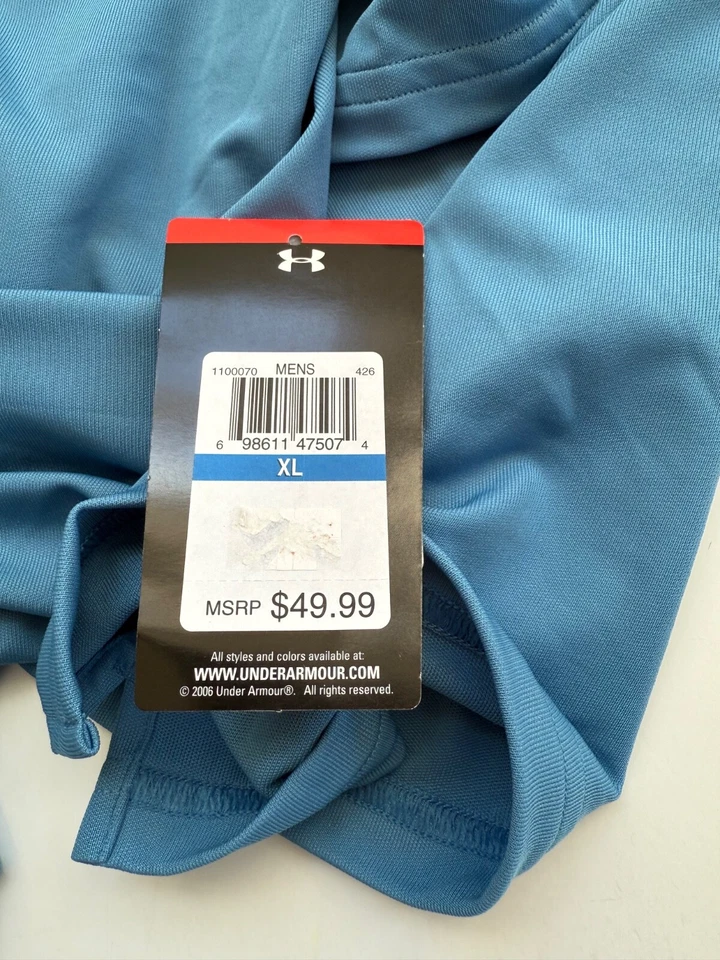 1100070 MENS 426
6 98611 47507 4
XL
MSRP $49.99
All styles and colors available at:
WWW.UNDERARMOUR.COM
© 2006 Under Armour®. All rights reserved.